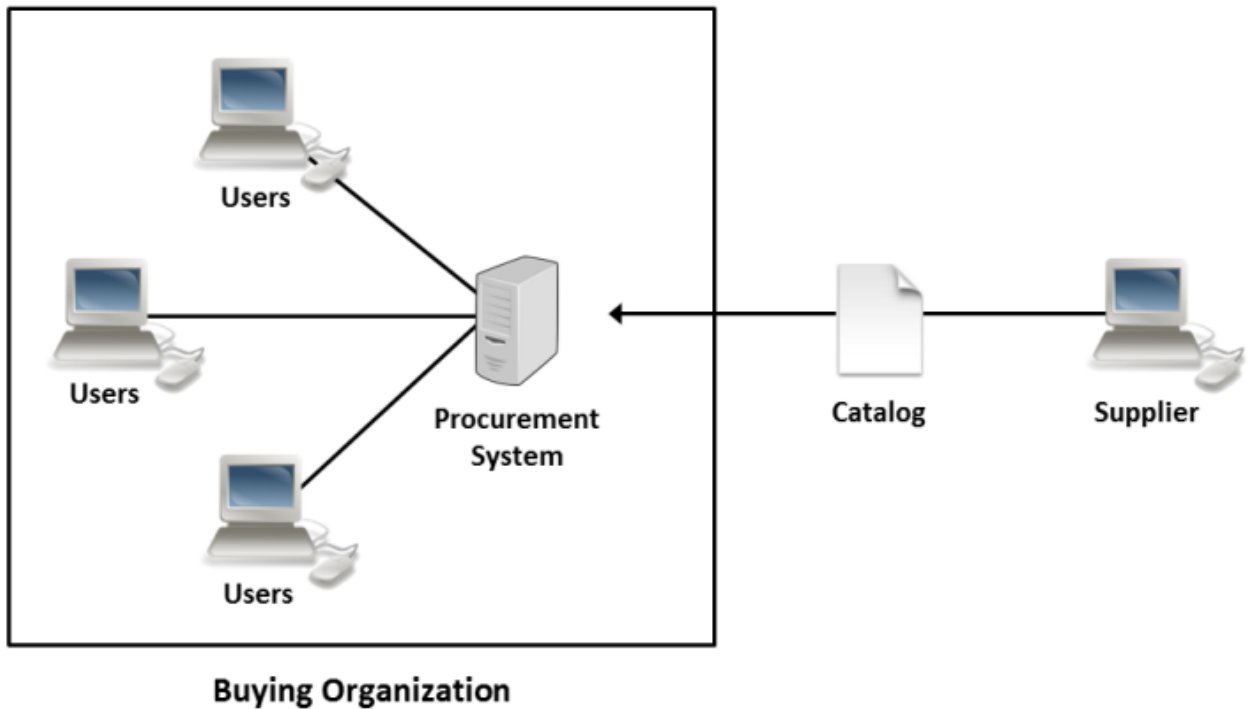 Users
Users
Procurement
System
Catalog
Supplier
Users
Buying Organization